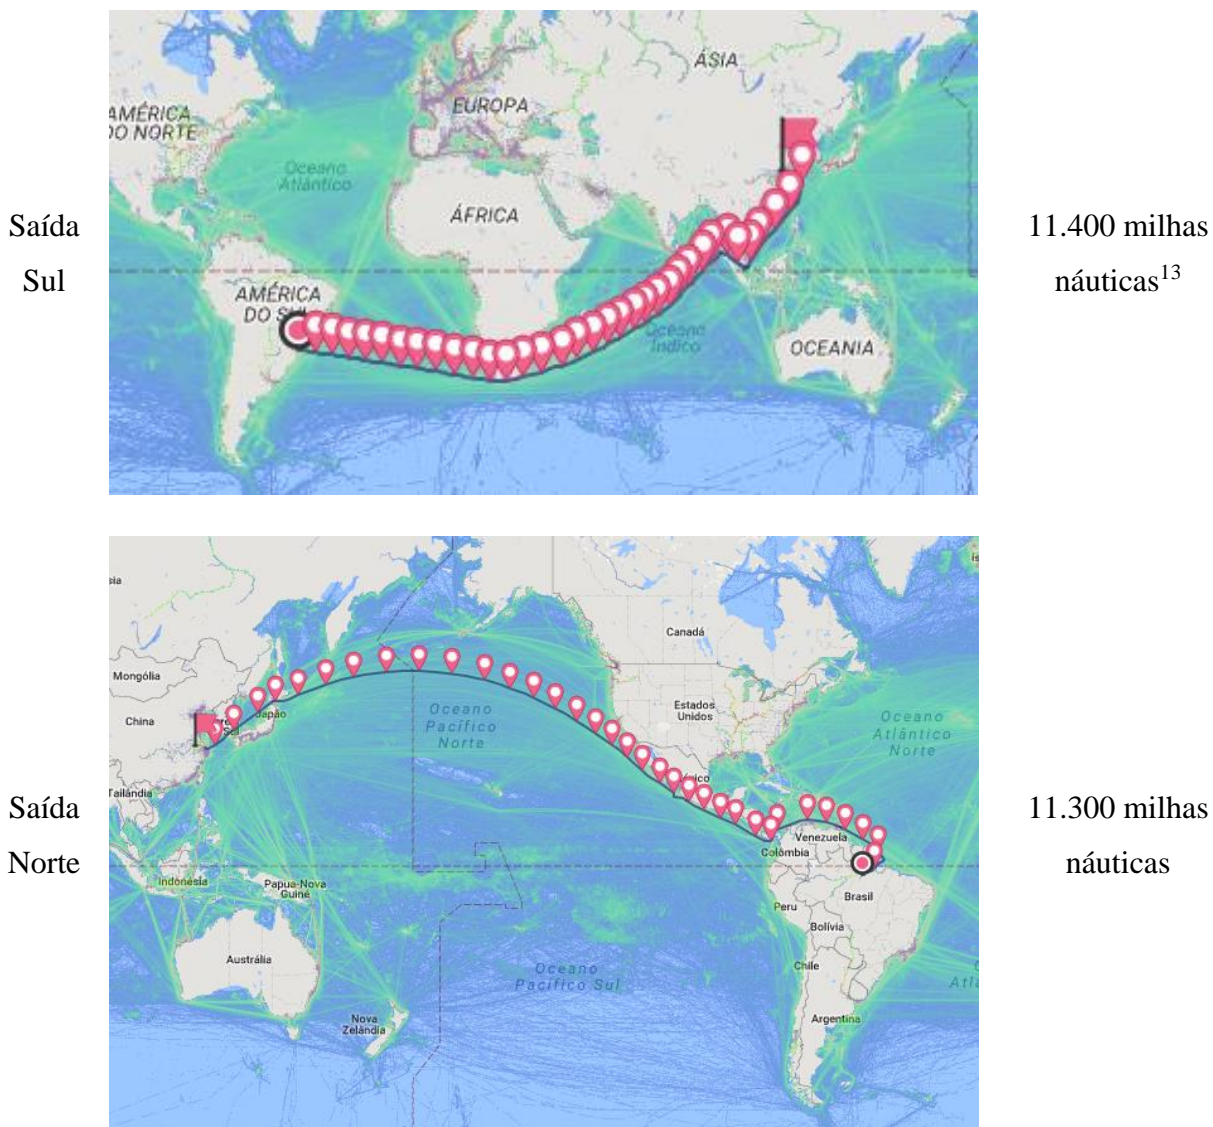 AMÉRICA
DO NORTE
EUROPA
ÁSIA
Oceano
Atlântico
ÁFRICA
AMÉRICA
Oceano
Índico
OCEANIA
Saída
Sul
11.400 milhas
náuticas13
Mongólia
China
Japão
Tailândia
Indonésia
Papua-Nova
Guiné
Austrália
Nova
Zelândia
Oceano
Pacífico
Norte
Oceano
Pacífico Sul
Canadá
Estados
Unidos
Oceano
Atlântico
Norte
Venezuela
Colômbia
Brasil
Peru
Bolívia
Chile
Argentina
Saída
Norte
11.300 milhas
náuticas